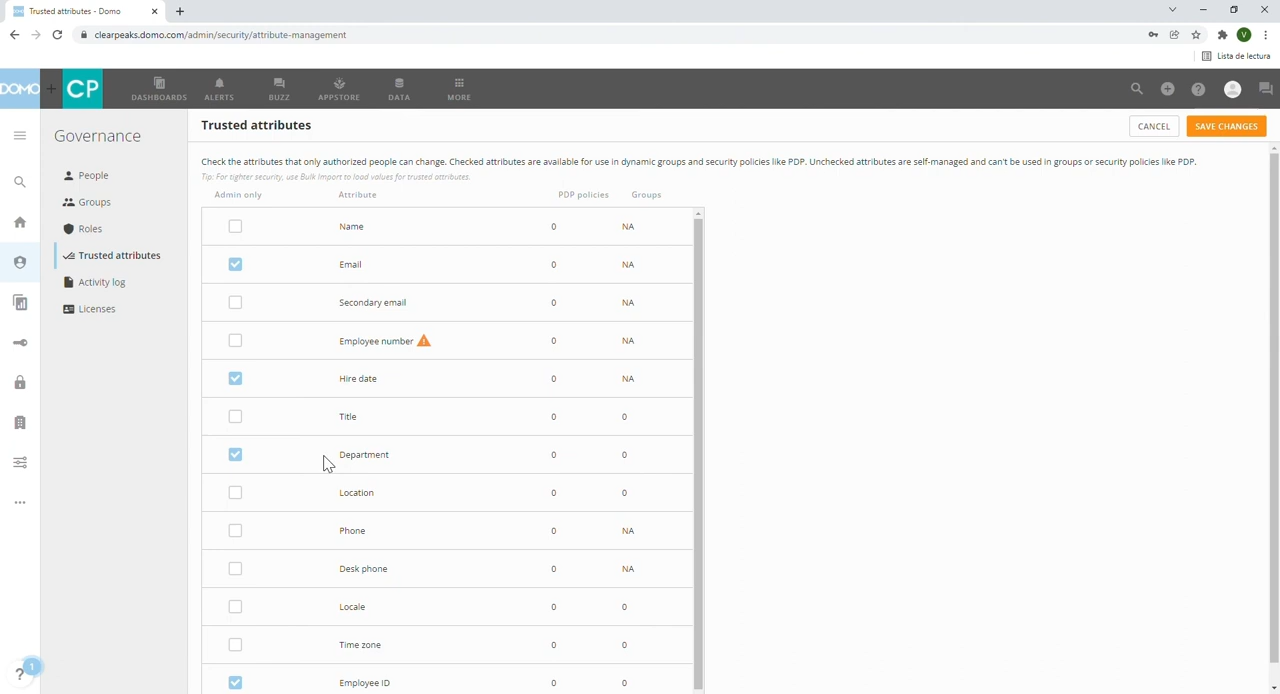 Trusted attributes - Domo
clearpeaks.domo.com/admin/security/attribute-management
V
Lista de lectura
DOMO
CP
DASHBOARDS
ALERTS
BUZZ
APPSTORE
DATA
MORE
Governance
People
Groups
Roles
Trusted attributes
Activity log
Licenses
Trusted attributes
CANCEL
SAVE CHANGES
Check the attributes that only authorized people can change. Checked attributes are available for use in dynamic groups and security policies like PDP. Unchecked attributes are self-managed and can't be used in groups or security policies like PDP.
Tip: For tighter security, use Bulk Import to load values for trusted attributes.
Admin only Attribute PDP policies Groups
Name 0 NA
Email 0 NA
Secondary email 0 NA
Employee number 0 NA
Hire date 0 NA
Title 0 0
Department 0 0
Location 0 0
Phone 0 NA
Desk phone 0 NA
Locale 0 0
Time zone 0 0
Employee ID 0 0
? 1